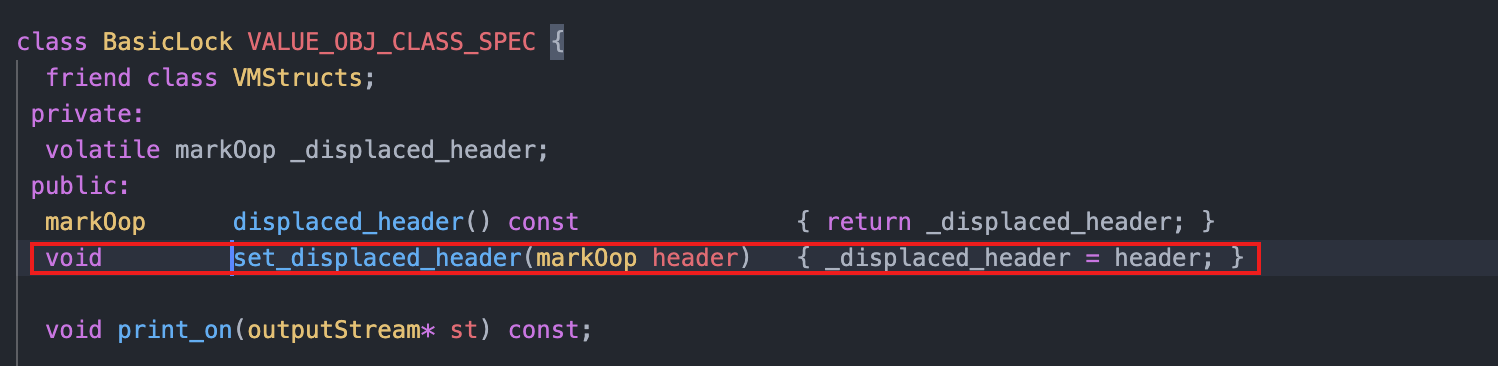 class BasicLock VALUE_OBJ_CLASS_SPEC {
friend class VMStructs;
private:
volatile markOop _displaced_header;
public:
markOop displaced_header() const { return _displaced_header; }
void set_displaced_header(markOop header) { _displaced_header = header; }
void print_on(outputStream* st) const;